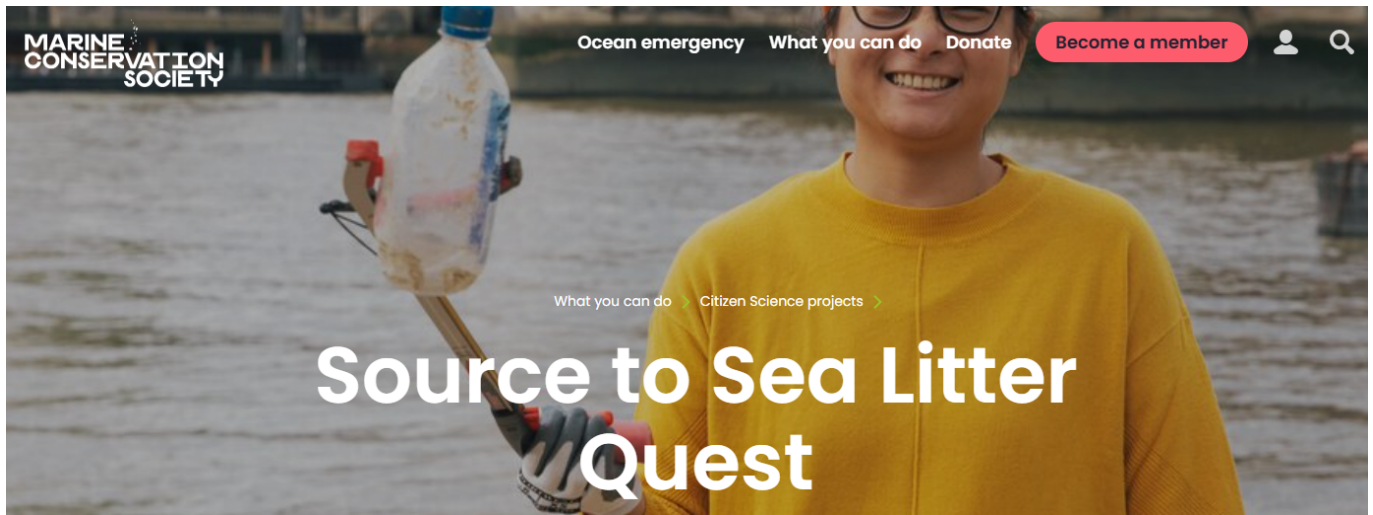 MARINE
CONSERVATION
SOCIETY
Ocean emergency What you can do Donate Become a member
What you can do Citizen Science projects
Source to Sea Litter
Quest